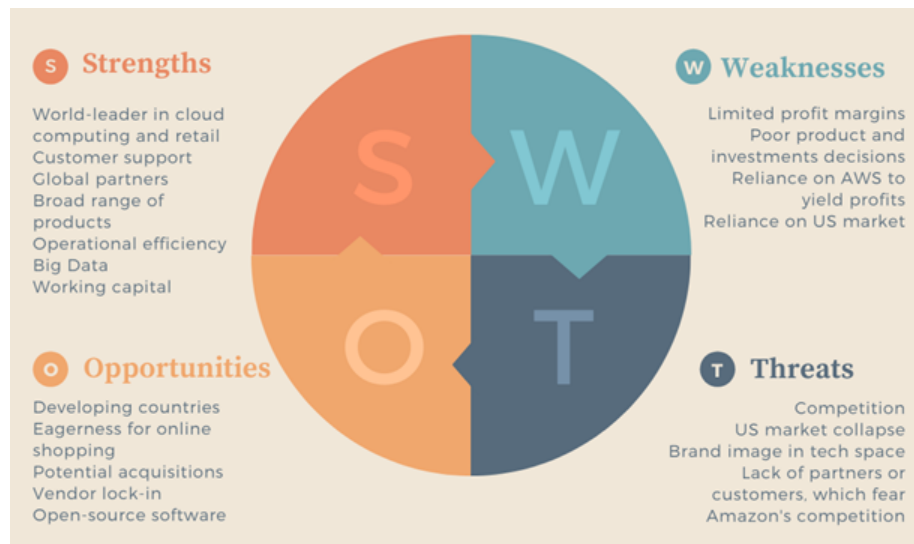 S Strengths
World-leader in cloud
computing and retail
Customer support
Global partners
Broad range of
products
Operational efficiency
Big Data
Working capital
S
W
O
T
W Weaknesses
Limited profit margins
Poor product and
investments decisions
Reliance on AWS to
yield profits
Reliance on US market
O Opportunities
Developing countries
Eagerness for online
shopping
Potential acquisitions
Vendor lock-in
Open-source software
T Threats
Competition
US market collapse
Brand image in tech space
Lack of partners or
customers, which fear
Amazon's competition